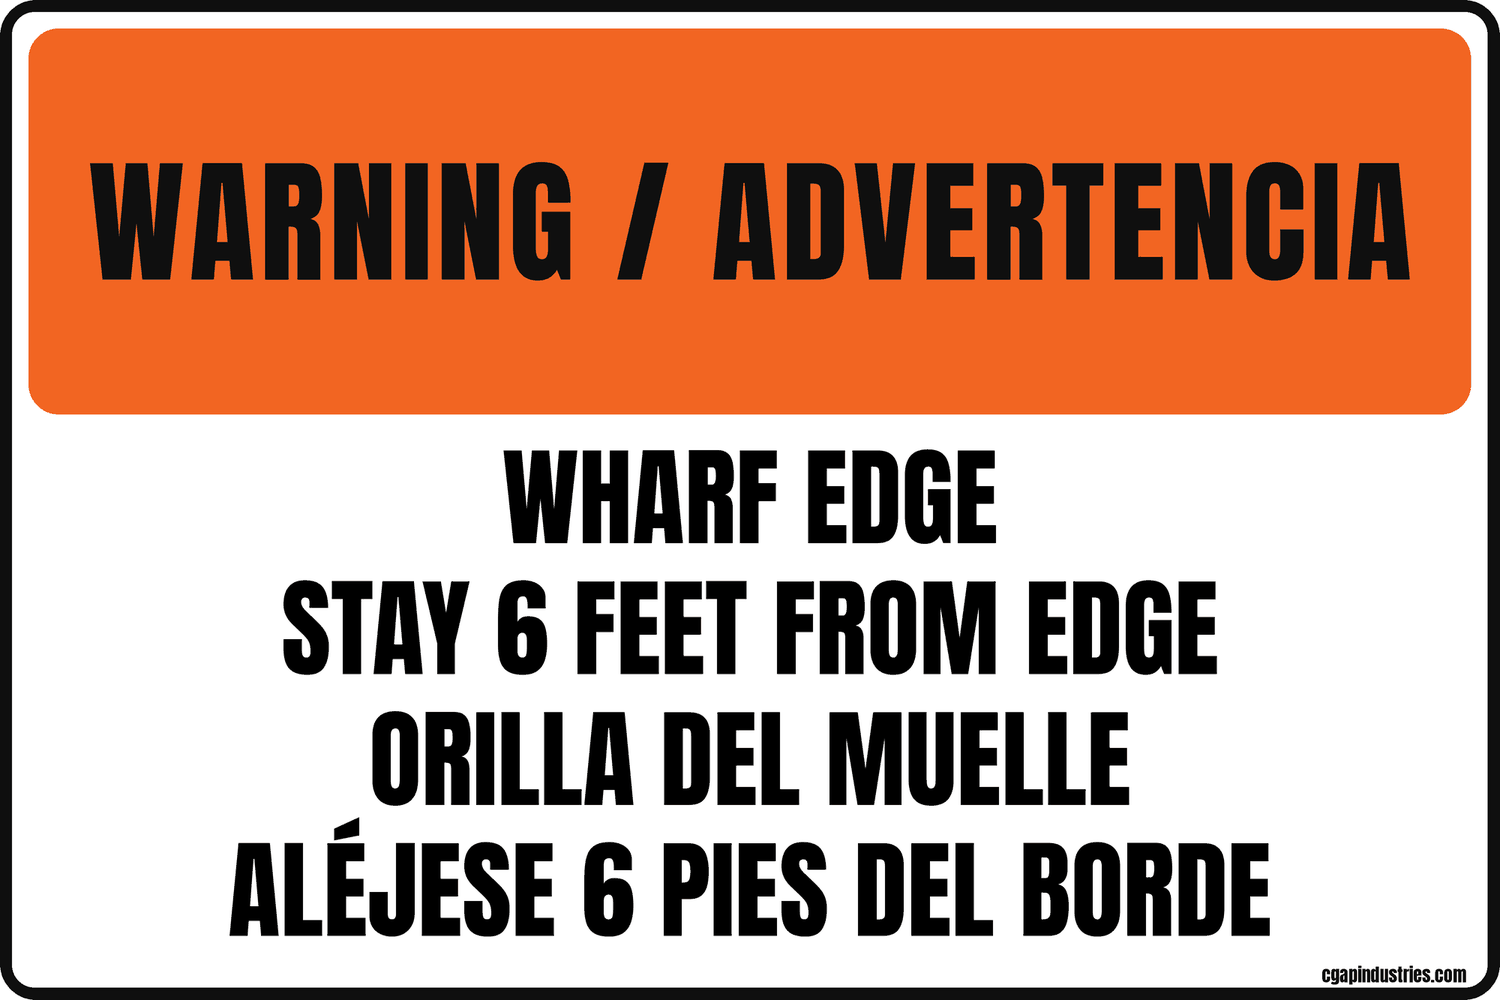 WARNING / ADVERTENCIA
WHARF EDGE
STAY 6 FEET FROM EDGE
ORILLA DEL MUELLE
ALÉJESE 6 PIES DEL BORDE
cgapindustries.com